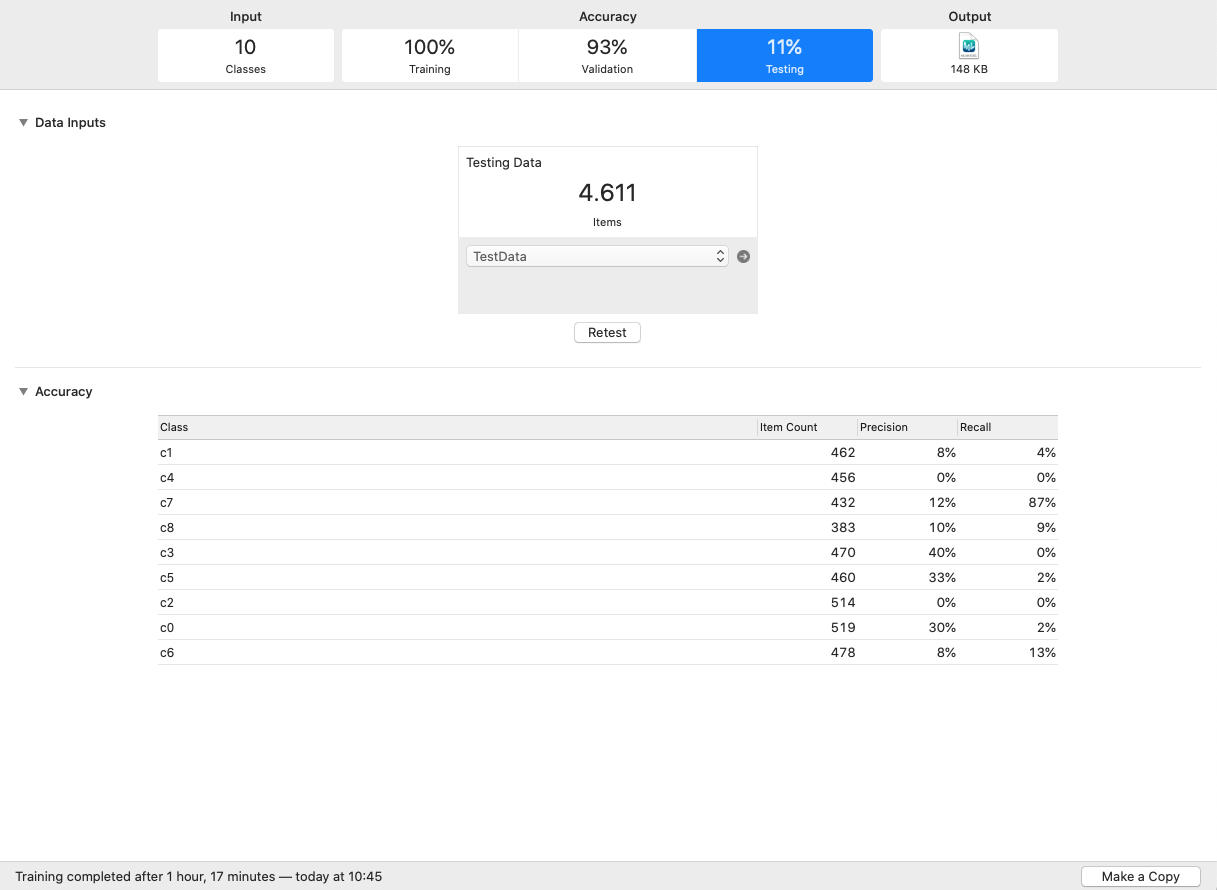 Input Accuracy Output
10 100% 93% 11%
Classes Training Validation Testing 148 KB
Data Inputs
Testing Data
4.611
Items
TestData
Retest
Accuracy
Class Item Count Precision Recall
c1 462 8% 4%
c4 456 0% 0%
c7 432 12% 87%
c8 383 10% 9%
c3 470 40% 0%
c5 460 33% 2%
c2 514 0% 0%
c0 519 30% 2%
c6 478 8% 13%
Training completed after 1 hour, 17 minutes — today at 10:45 Make a Copy